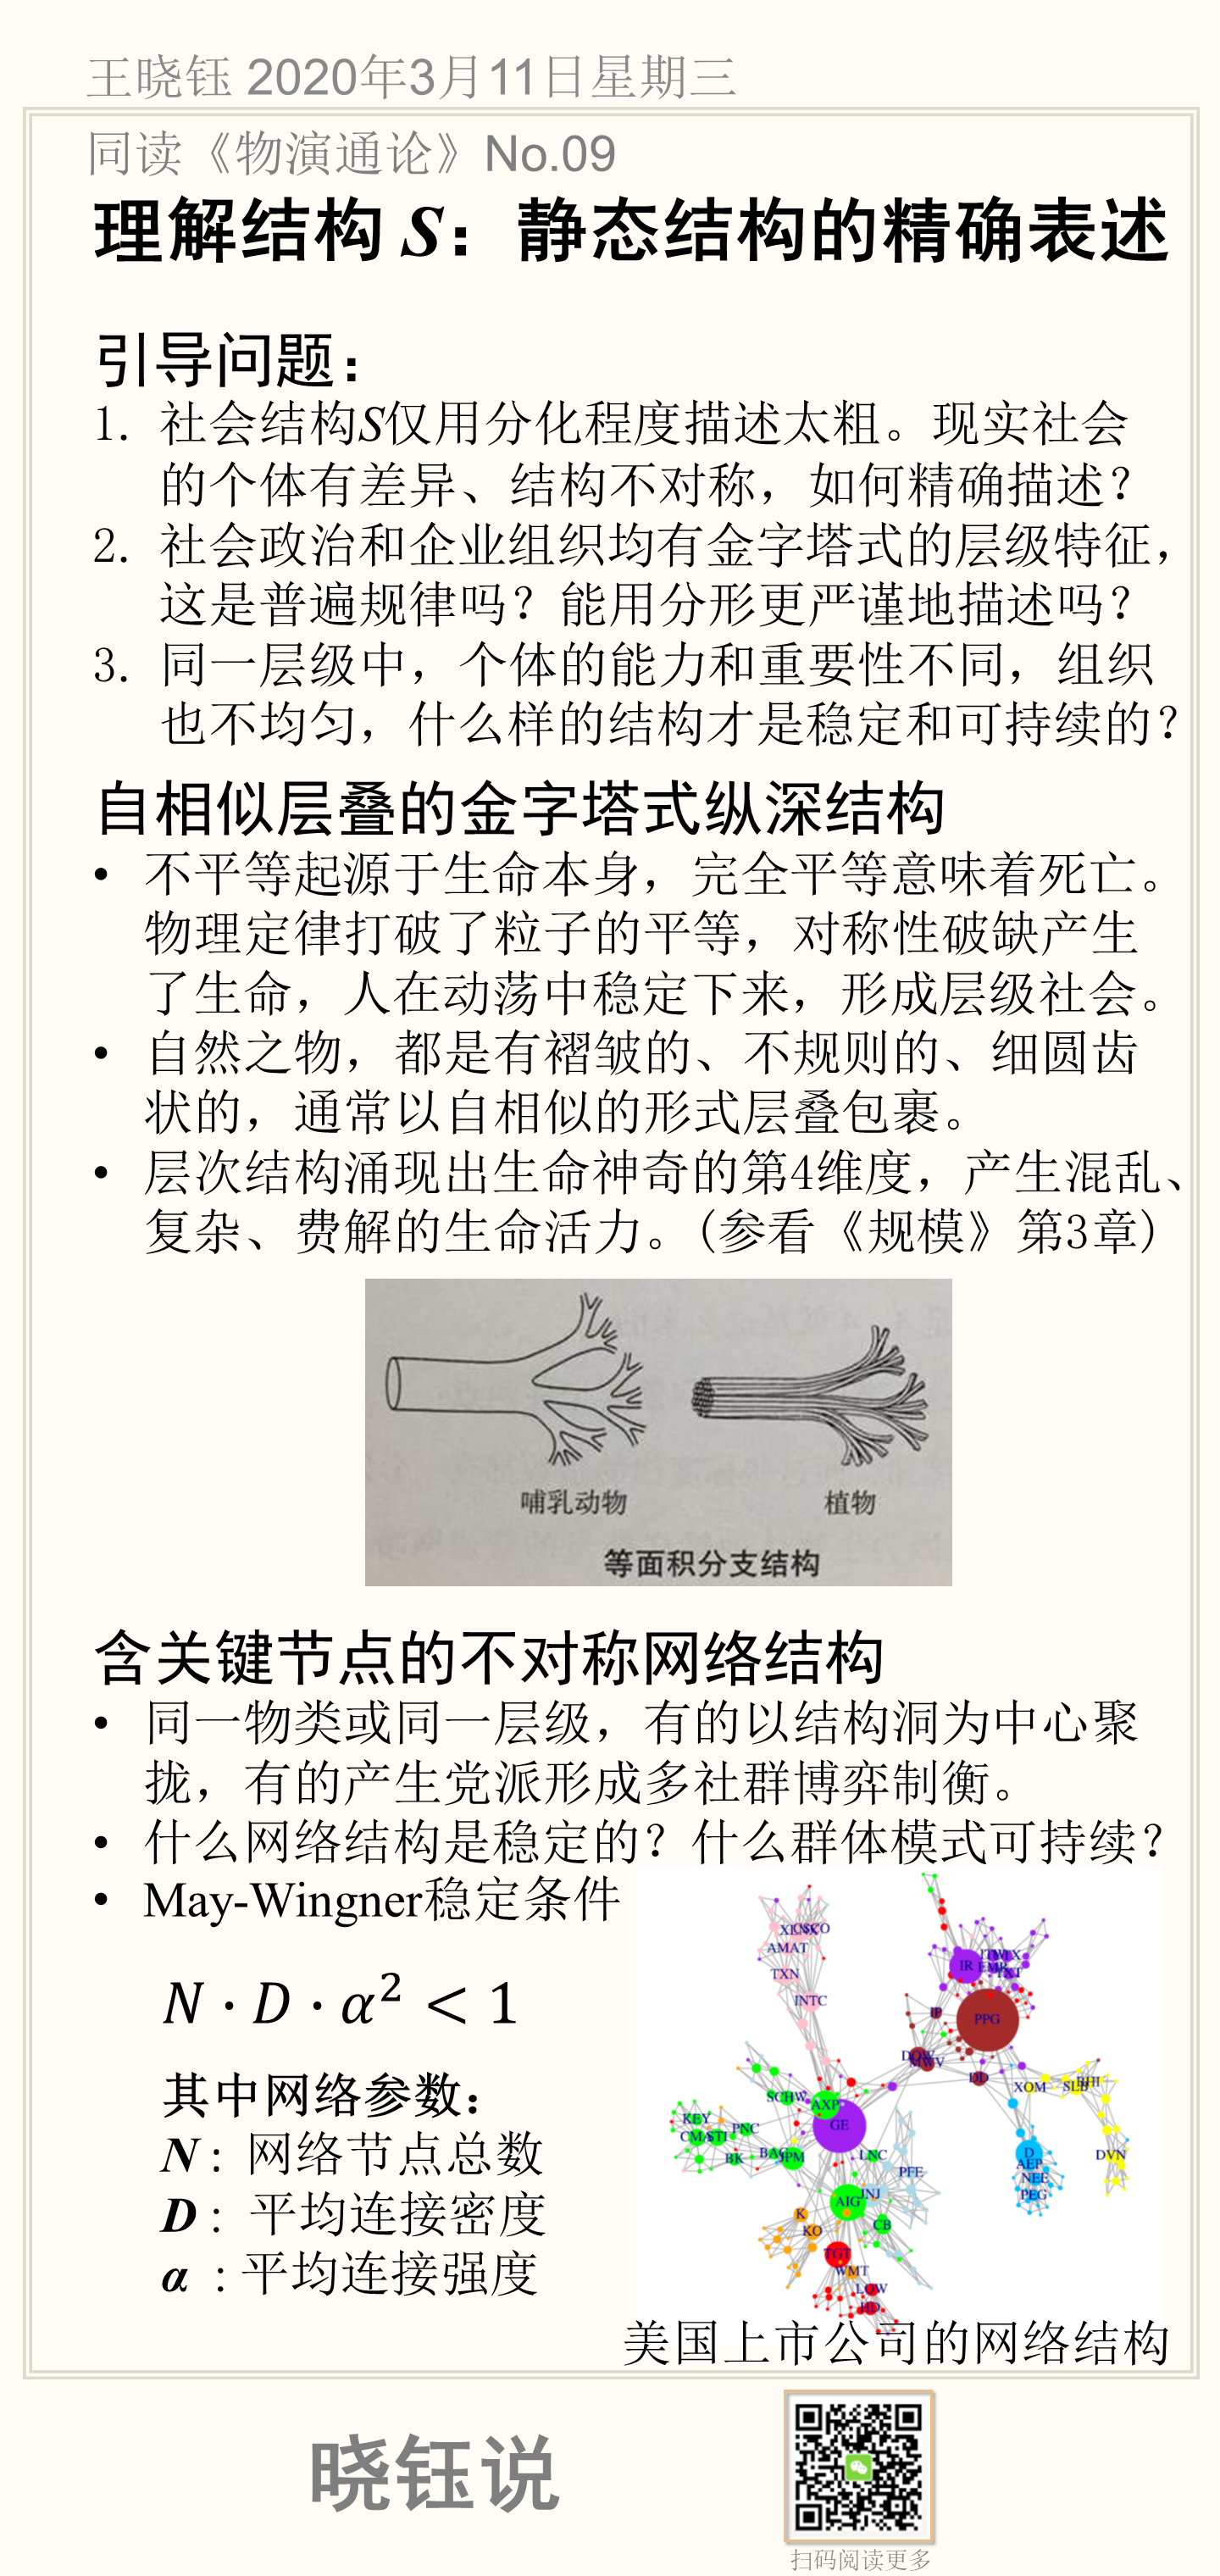 王晓钰 2020年3月11日星期三
同读《物演通论》No.09
理解结构 S：静态结构的精确表述
引导问题：
1. 社会结构S仅用分化程度描述太粗。现实社会
的个体有差异、结构不对称，如何精确描述？
2. 社会政治和企业组织均有金字塔式的层级特征，
这是普遍规律吗？能用分形更严谨地描述吗？
3. 同一层级中，个体的能力和重要性不同，组织
也不均匀，什么样的结构才是稳定和可持续的？
自相似层叠的金字塔式纵深结构
• 不平等起源于生命本身，完全平等意味着死亡。
物理定律打破了粒子的平等，对称性破缺产生
了生命，人在动荡中稳定下来，形成层级社会。
• 自然之物，都是有褶皱的、不规则的、细圆齿
状的，通常以自相似的形式层叠包裹。
• 层次结构涌现出生命神奇的第4维度，产生混乱、
复杂、费解的生命活力。(参看《规模》第3章)
哺乳动物
植物
等面积分支结构
含关键节点的不对称网络结构
• 同一物类或同一层级，有的以结构洞为中心聚
拢，有的产生党派形成多社群博弈制衡。
• 什么网络结构是稳定的？什么群体模式可持续？
• May-Wingner稳定条件
N · D · α² < 1
其中网络参数：
N：网络节点总数
D：平均连接密度
α：平均连接强度
CSCO
AMAT
TXN
INTC
IR
EMR
TXT
PPG
IP
DOW
MWV
DD
XOM
SLB
BHI
SCHW
AXP
GE
KEY
CMA
STI
PNC
BK
JPM
LNC
PFE
D
AEP
NEE
PEG
DVN
AIG
JNJ
K
KO
CB
TGT
WMT
LOW
HD
美国上市公司的网络结构
晓钰说
扫码阅读更多